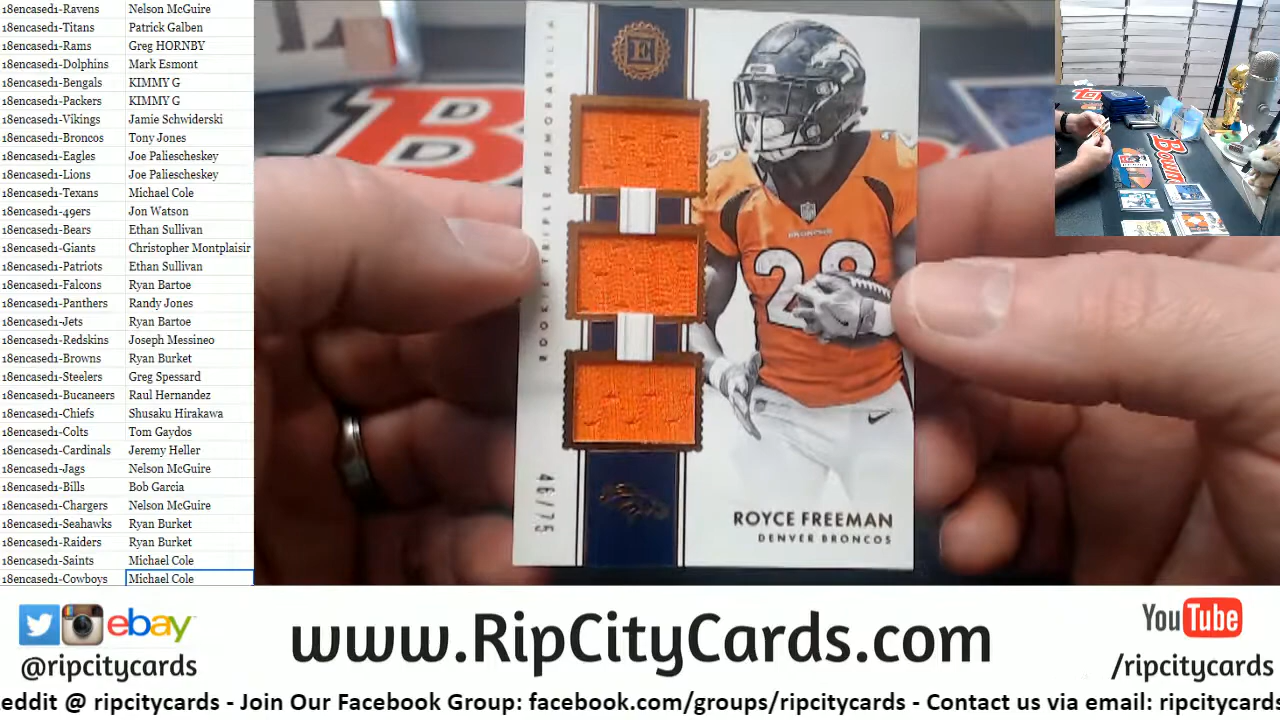 18encased1-Ravens Nelson McGuire
18encased1-Titans Patrick Galben
18encased1-Rams Greg HORNBY
18encased1-Dolphins Mark Esmont
18encased1-Bengals KIMMY G
18encased1-Packers KIMMY G
18encased1-Vikings Jamie Schwiderski
18encased1-Broncos Tony Jones
18encased1-Eagles Joe Paliescheskey
18encased1-Lions Joe Paliescheskey
18encased1-Texans Michael Cole
18encased1-49ers Jon Watson
18encased1-Bears Ethan Sullivan
18encased1-Giants Christopher Montplaisir
18encased1-Patriots Ethan Sullivan
18encased1-Falcons Ryan Bartoe
18encased1-Panthers Randy Jones
18encased1-Jets Ryan Bartoe
18encased1-Redskins Joseph Messineo
18encased1-Browns Ryan Burket
18encased1-Steelers Greg Spessard
18encased1-Bucaneers Raul Hernandez
18encased1-Chiefs Shusaku Hirakawa
18encased1-Colts Tom Gaydos
18encased1-Cardinals Jeremy Heller
18encased1-Jags Nelson McGuire
18encased1-Bills Bob Garcia
18encased1-Chargers Nelson McGuire
18encased1-Seahawks Ryan Burket
18encased1-Raiders Ryan Burket
18encased1-Saints Michael Cole
18encased1-Cowboys Michael Cole
E
TRIPLE MEMORABILIA
46/75
BRONCOS
28
ROYCE FREEMAN
DENVER BRONCOS
ebay
@ripcitycards
www.RipCityCards.com
YouTube
/ripcitycards
eddit @ ripcitycards - Join Our Facebook Group: facebook.com/groups/ripcitycards - Contact us via email: ripcitycards